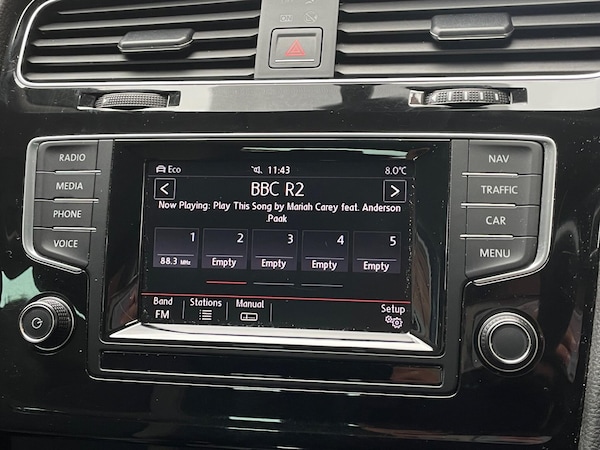 RADIO
MEDIA
PHONE
VOICE
NAV
TRAFFIC
CAR
MENU
Eco 11:43 8.0°C
< BBC R2 >
Now Playing: Play This Song by Mariah Carey feat. Anderson
.Paak
1 2 3 4 5
88.3 MHz Empty Empty Empty Empty
Band Stations Manual Setup
FM